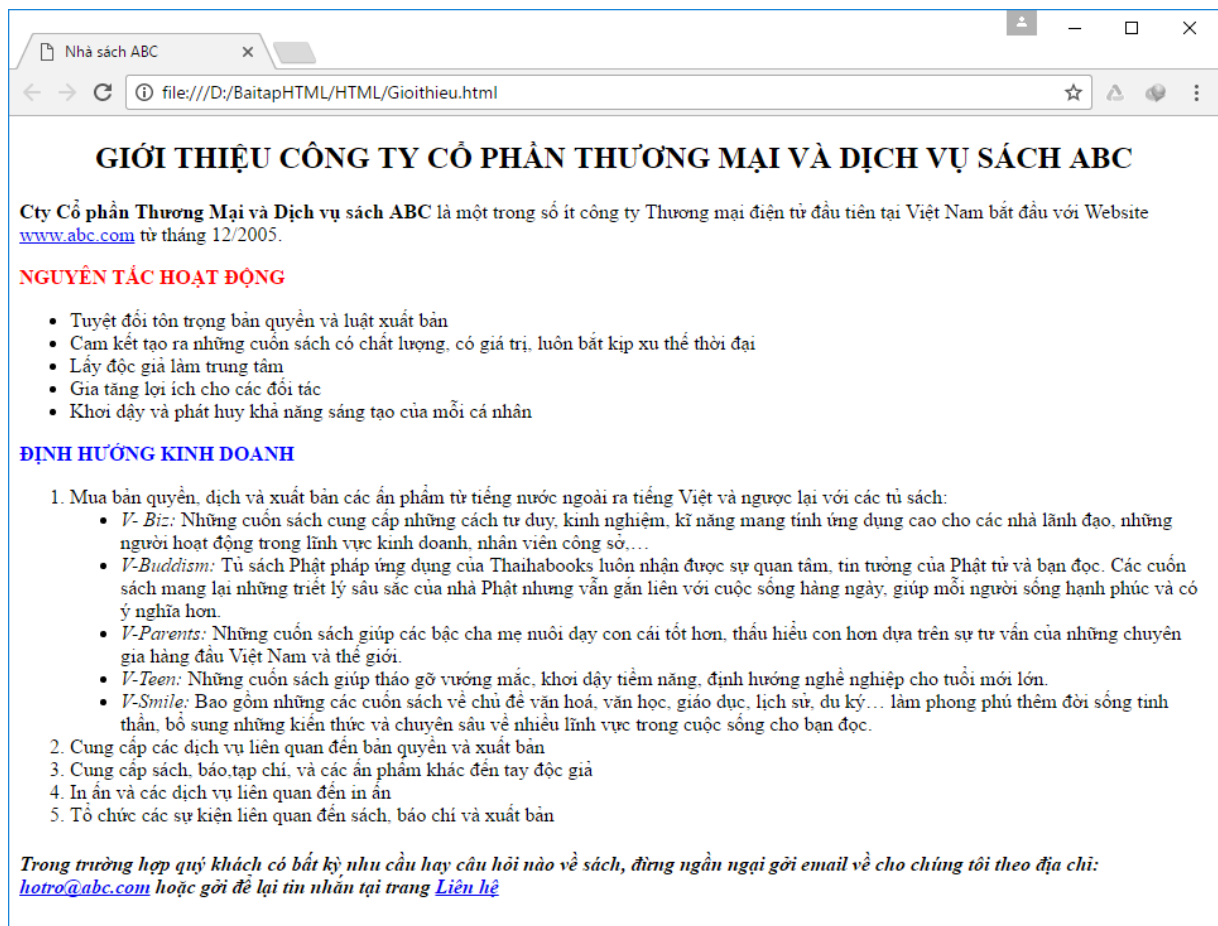 Nhà sách ABC
file:///D:/BaitapHTML/HTML/Gioithieu.html
GIỚI THIỆU CÔNG TY CỔ PHẦN THƯƠNG MẠI VÀ DỊCH VỤ SÁCH ABC
Cty Cổ phần Thương Mại và Dịch vụ sách ABC là một trong số ít công ty Thương mại điện tử đầu tiên tại Việt Nam bắt đầu với Website
www.abc.com từ tháng 12/2005.
NGUYÊN TẮC HOẠT ĐỘNG
• Tuyệt đối tôn trọng bản quyền và luật xuất bản
• Cam kết tạo ra những cuốn sách có chất lượng, có giá trị, luôn bắt kịp xu thế thời đại
• Lấy độc giả làm trung tâm
• Gia tăng lợi ích cho các đối tác
• Khơi dậy và phát huy khả năng sáng tạo của mỗi cá nhân
ĐỊNH HƯỚNG KINH DOANH
1. Mua bản quyền, dịch và xuất bản các ấn phẩm từ tiếng nước ngoài ra tiếng Việt và ngược lại với các tủ sách:
• V- Biz: Những cuốn sách cung cấp những cách tư duy, kinh nghiệm, kĩ năng mang tính ứng dụng cao cho các nhà lãnh đạo, những
người hoạt động trong lĩnh vực kinh doanh, nhân viên công sở,…
• V-Buddism: Tủ sách Phật pháp ứng dụng của Thaihabooks luôn nhận được sự quan tâm, tin tưởng của Phật tử và bạn đọc. Các cuốn
sách mang lại những triết lý sâu sắc của nhà Phật nhưng vẫn gắn liên với cuộc sống hàng ngày, giúp mỗi người sống hạnh phúc và có
ý nghĩa hơn.
• V-Parents: Những cuốn sách giúp các bậc cha mẹ nuôi dạy con cái tốt hơn, thấu hiểu con hơn dựa trên sự tư vấn của những chuyên
gia hàng đầu Việt Nam và thế giới.
• V-Teen: Những cuốn sách giúp tháo gỡ vướng mắc, khơi dậy tiềm năng, định hướng nghề nghiệp cho tuổi mới lớn.
• V-Smile: Bao gồm những các cuốn sách về chủ đề văn hoá, văn học, giáo dục, lịch sử, du ký… làm phong phú thêm đời sống tinh
thần, bổ sung những kiến thức và chuyên sâu về nhiều lĩnh vực trong cuộc sống cho bạn đọc.
2. Cung cấp các dịch vụ liên quan đến bản quyền và xuất bản
3. Cung cấp sách, báo,tạp chí, và các ấn phẩm khác đến tay độc giả
4. In ấn và các dịch vụ liên quan đến in ấn
5. Tổ chức các sự kiện liên quan đến sách, báo chí và xuất bản
Trong trường hợp quý khách có bất kỳ nhu cầu hay câu hỏi nào về sách, đừng ngần ngại gởi email về cho chúng tôi theo địa chỉ:
hotro@abc.com hoặc gởi để lại tin nhắn tại trang Liên hệ